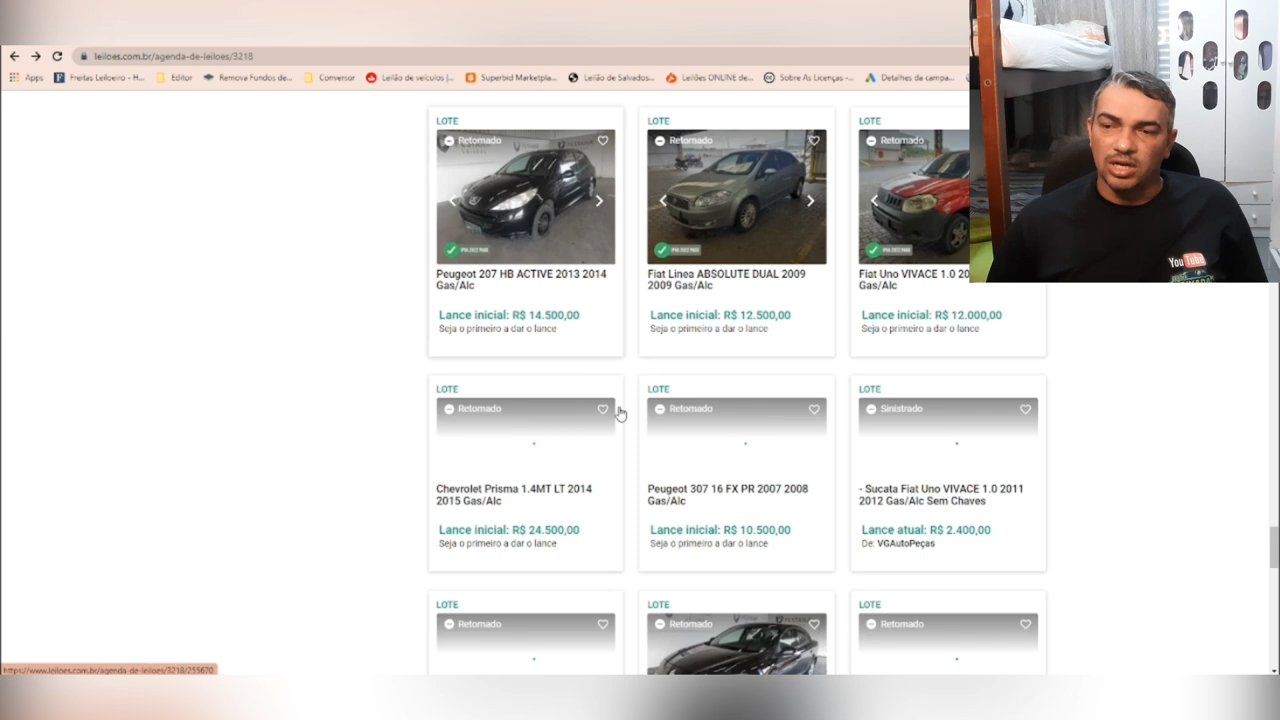 leiloes.com.br/agenda-de-leiloes/3218
Apps
Freitas Leiloeiro - H...
Editor
Remova Fundos de...
Conversor
Leilão de veículos |...
Superbid Marketpla...
Leilão de Salvados...
Leilões ONLINE de...
Sobre As Licenças -...
Detalhes da campa...
LOTE
Retomado
Peugeot 207 HB ACTIVE 2013 2014
Gas/Alc
Lance inicial: R$ 14.500,00
Seja o primeiro a dar o lance
LOTE
Retomado
Fiat Linea ABSOLUTE DUAL 2009
2009 Gas/Alc
Lance inicial: R$ 12.500,00
Seja o primeiro a dar o lance
LOTE
Retomado
Fiat Uno VIVACE 1.0 20
Gas/Alc
Lance inicial: R$ 12.000,00
Seja o primeiro a dar o lance
You Tube
LOTE
Retomado
Chevrolet Prisma 1.4MT LT 2014
2015 Gas/Alc
Lance inicial: R$ 24.500,00
Seja o primeiro a dar o lance
LOTE
Retomado
Peugeot 307 16 FX PR 2007 2008
Gas/Alc
Lance inicial: R$ 10.500,00
Seja o primeiro a dar o lance
LOTE
Sinistrado
- Sucata Fiat Uno VIVACE 1.0 2011
2012 Gas/Alc Sem Chaves
Lance atual: R$ 2.400,00
De: VGAutoPeças
LOTE
Retomado
LOTE
Retomado
LOTE
Retomado
https://www.leiloes.com.br/agenda-de-leiloes/3218/255670